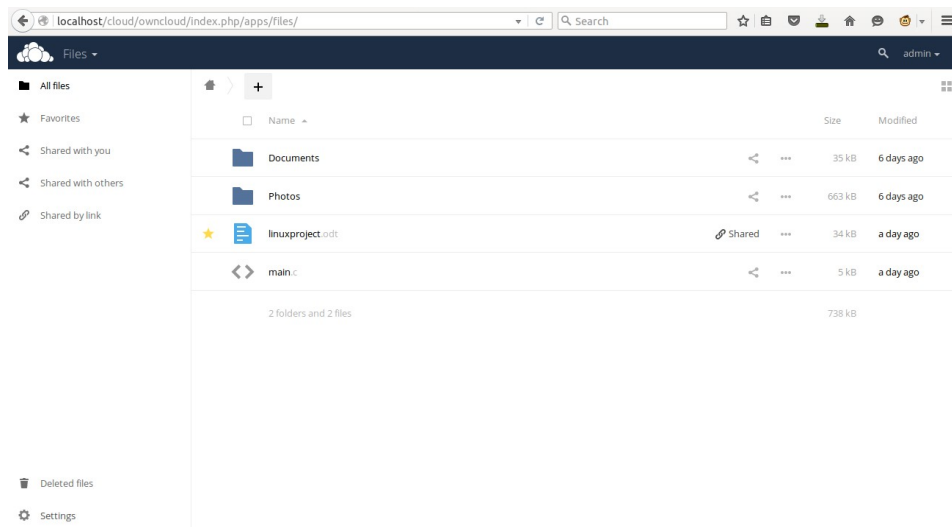 localhost/cloud/owncloud/index.php/apps/files/
Search
Files
admin
All files
Favorites
Shared with you
Shared with others
Shared by link
Deleted files
Settings
+
Name
Size
Modified
Documents
35 kB
6 days ago
Photos
663 kB
6 days ago
linuxproject.odt
Shared
34 kB
a day ago
main.c
5 kB
a day ago
2 folders and 2 files
738 kB